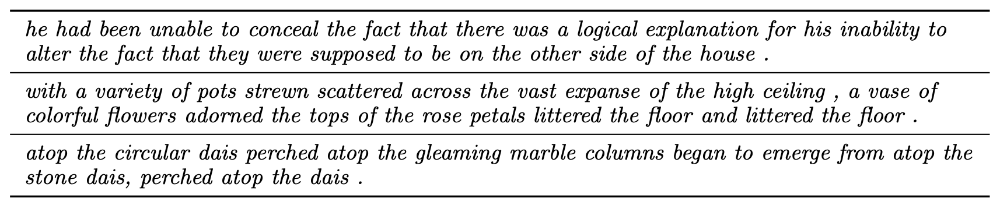 he had been unable to conceal the fact that there was a logical explanation for his inability to
alter the fact that they were supposed to be on the other side of the house .
with a variety of pots strewn scattered across the vast expanse of the high ceiling , a vase of
colorful flowers adorned the tops of the rose petals littered the floor and littered the floor .
atop the circular dais perched atop the gleaming marble columns began to emerge from atop the
stone dais, perched atop the dais .